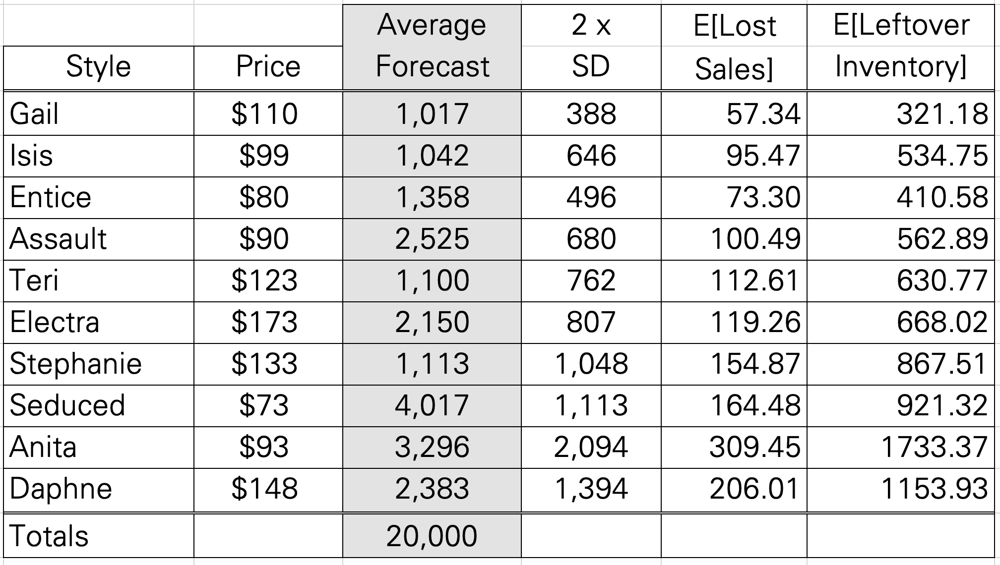 Average 2 x E[Lost E[Leftover
Style Price Forecast SD Sales] Inventory]
Gail $110 1,017 388 57.34 321.18
Isis $99 1,042 646 95.47 534.75
Entice $80 1,358 496 73.30 410.58
Assault $90 2,525 680 100.49 562.89
Teri $123 1,100 762 112.61 630.77
Electra $173 2,150 807 119.26 668.02
Stephanie $133 1,113 1,048 154.87 867.51
Seduced $73 4,017 1,113 164.48 921.32
Anita $93 3,296 2,094 309.45 1733.37
Daphne $148 2,383 1,394 206.01 1153.93
Totals 20,000